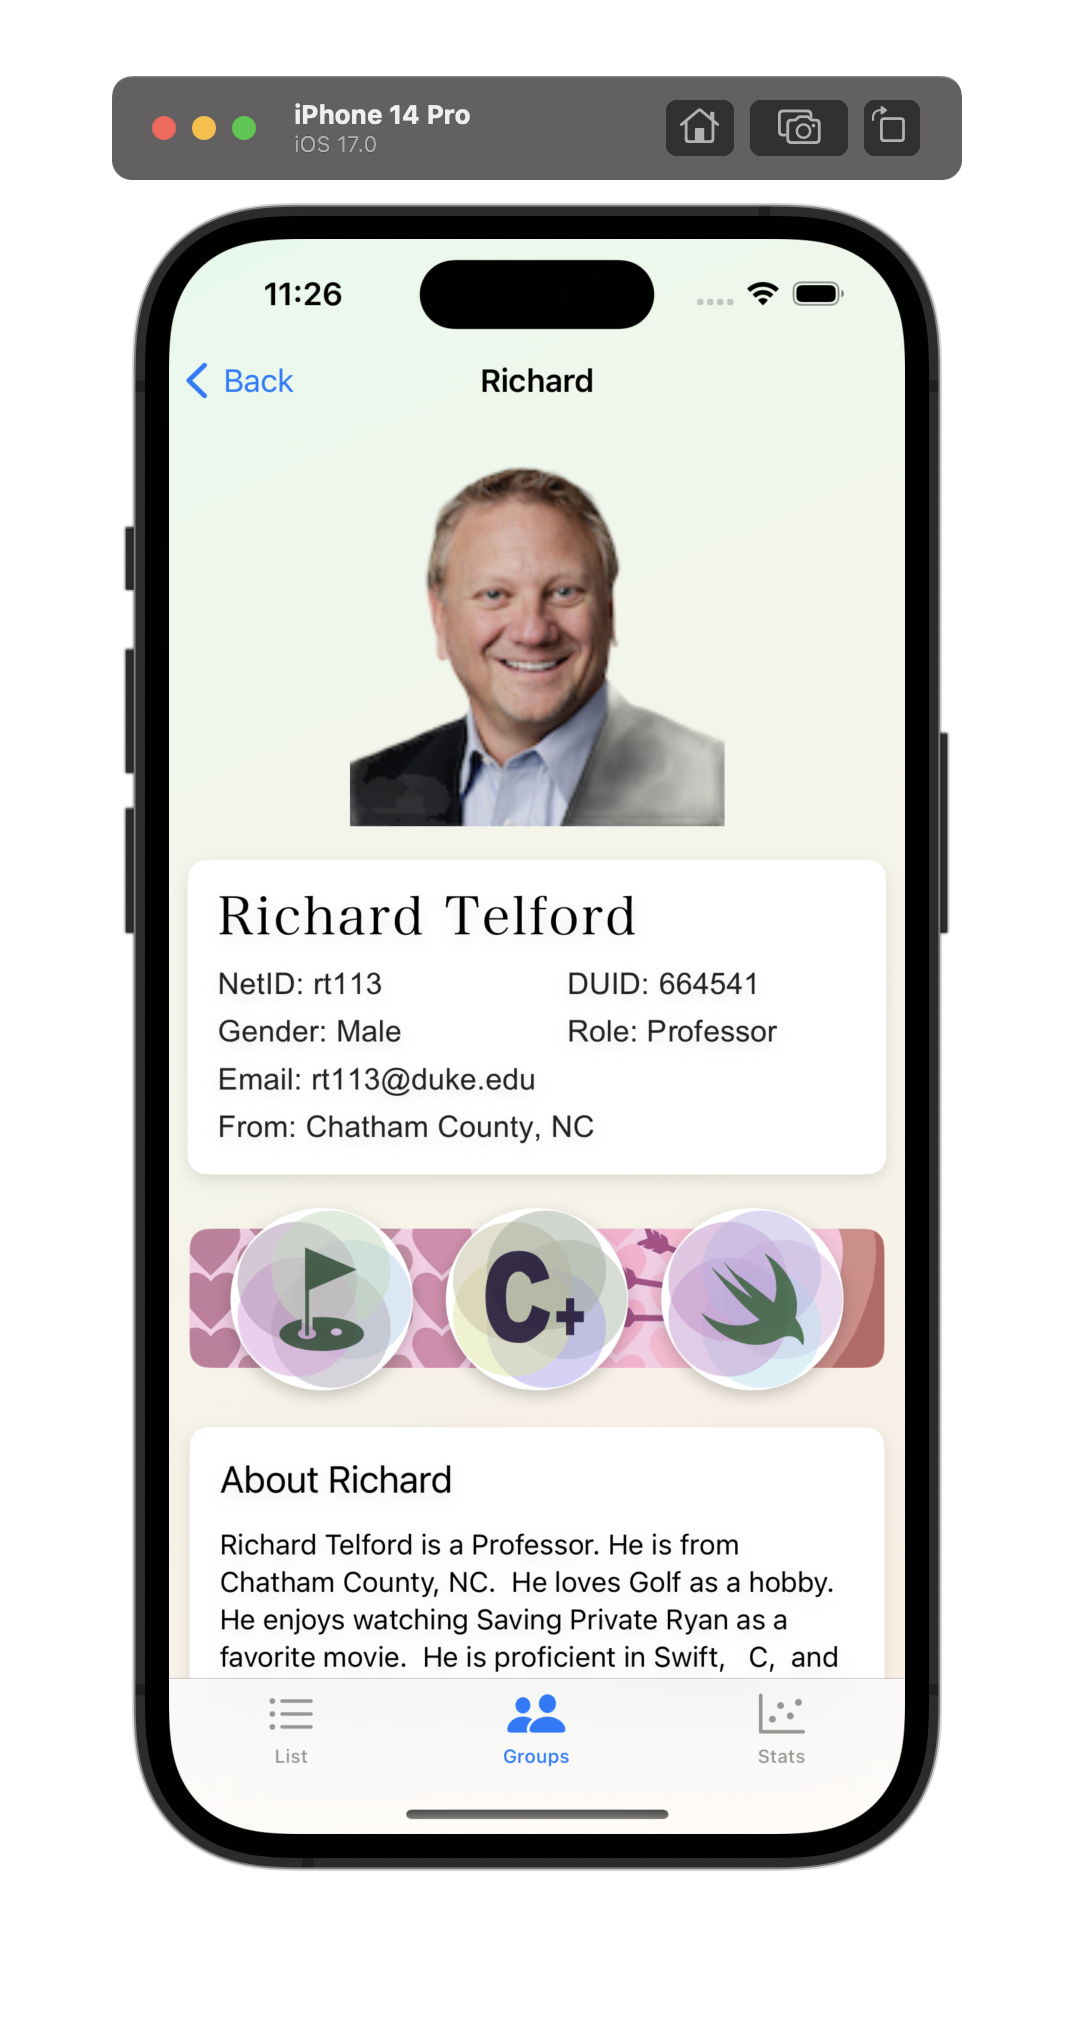 iPhone 14 Pro
iOS 17.0
11:26
Back
Richard
Richard Telford
NetID: rt113 DUID: 664541
Gender: Male Role: Professor
Email: rt113@duke.edu
From: Chatham County, NC
C+
About Richard
Richard Telford is a Professor. He is from
Chatham County, NC.  He loves Golf as a hobby.
He enjoys watching Saving Private Ryan as a
favorite movie.  He is proficient in Swift,   C,  and
List
Groups
Stats